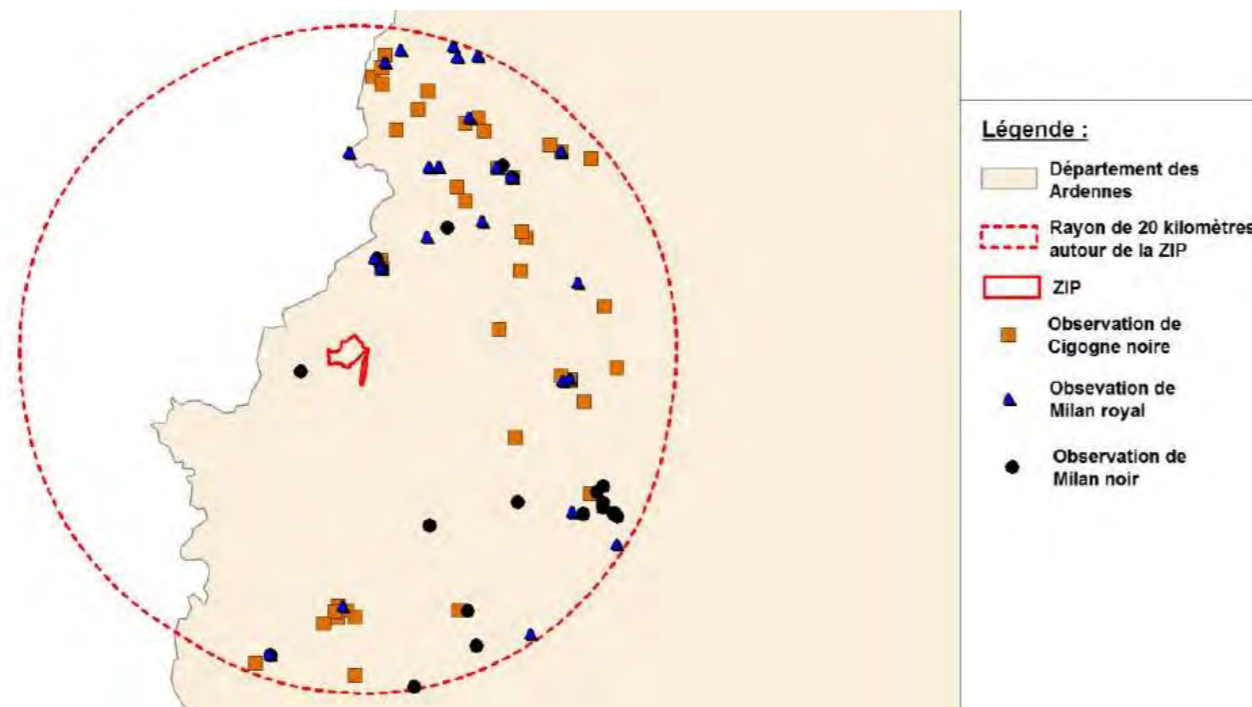 Légende :
Département des
Ardennes
Rayon de 20 kilomètres
autour de la ZIP
ZIP
Observation de
Cigogne noire
Obsevation de
Milan royal
Observation de
Milan noir